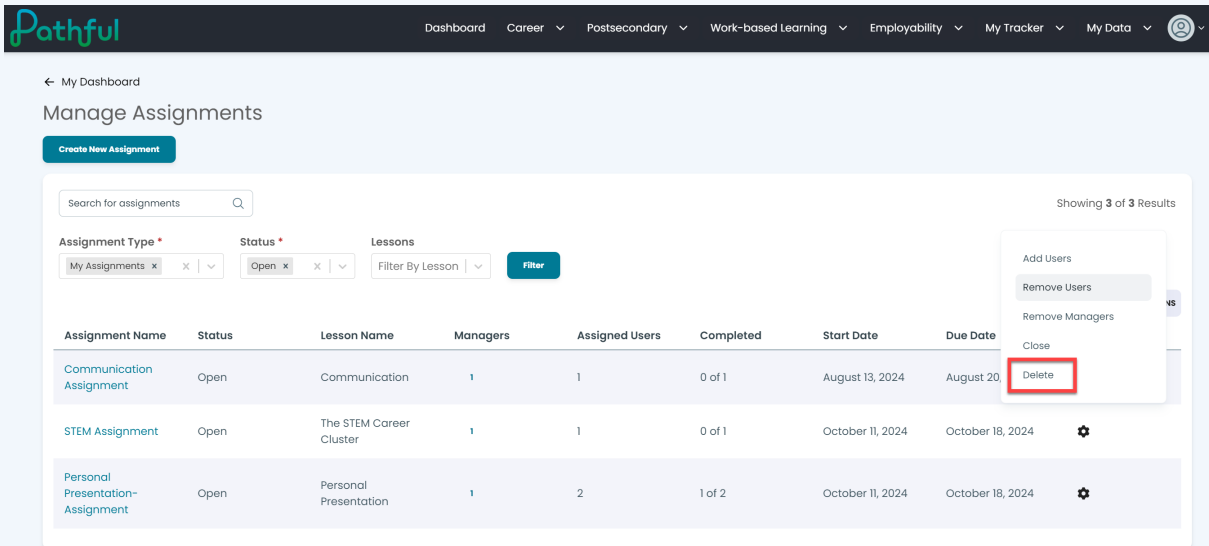 Pathful
Dashboard Career Postsecondary Work-based Learning Employability My Tracker My Data
← My Dashboard
Manage Assignments
Create New Assignment
Search for assignments
Showing 3 of 3 Results
Assignment Type * Status * Lessons
My Assignments × × Open × × Filter By Lesson Filter
Add Users
Remove Users
NS
Remove Managers
Assignment Name Status Lesson Name Managers Assigned Users Completed Start Date Due Date
Close
Delete
Communication
Assignment
Open Communication 1 1 0 of 1 August 13, 2024 August 20,
STEM Assignment Open
The STEM Career
Cluster
1 1 0 of 1 October 11, 2024 October 18, 2024
Personal
Presentation-
Assignment
Open
Personal
Presentation
1 2 1 of 2 October 11, 2024 October 18, 2024